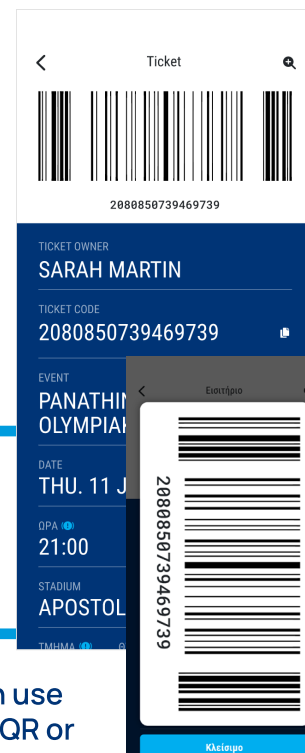 Ticket
2080850739469739
TICKET OWNER
SARAH MARTIN
TICKET CODE
2080850739469739
EVENT
PANATHIN
OLYMPIAK
DATE
THU. 11 J
ΩΡΑ
21:00
STADIUM
APOSTOL
ΤΜΗΜΑ
Εισιτήριο
2080850739469739
Κλείσιμο
use
QR or